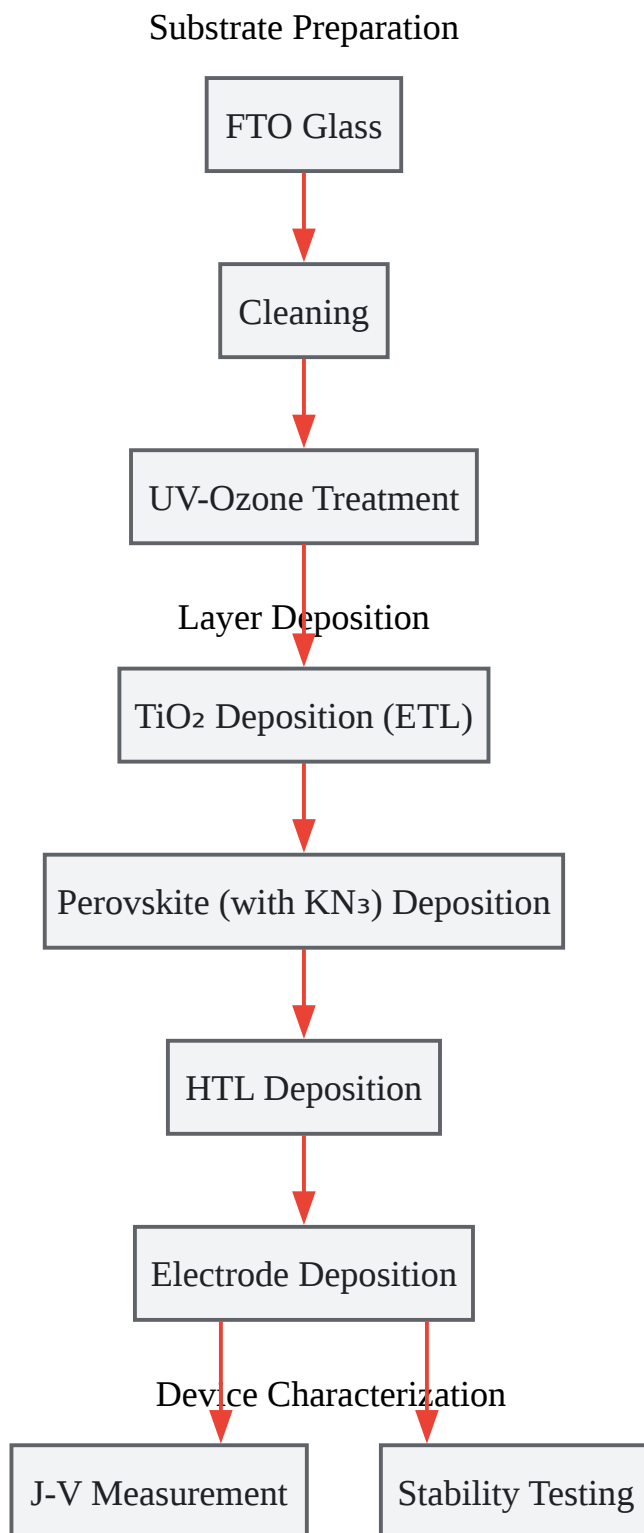 Substrate Preparation
FTO Glass
Cleaning
UV-Ozone Treatment
Layer Deposition
TiO₂ Deposition (ETL)
Perovskite (with KN₃) Deposition
HTL Deposition
Electrode Deposition
Device Characterization
J-V Measurement
Stability Testing